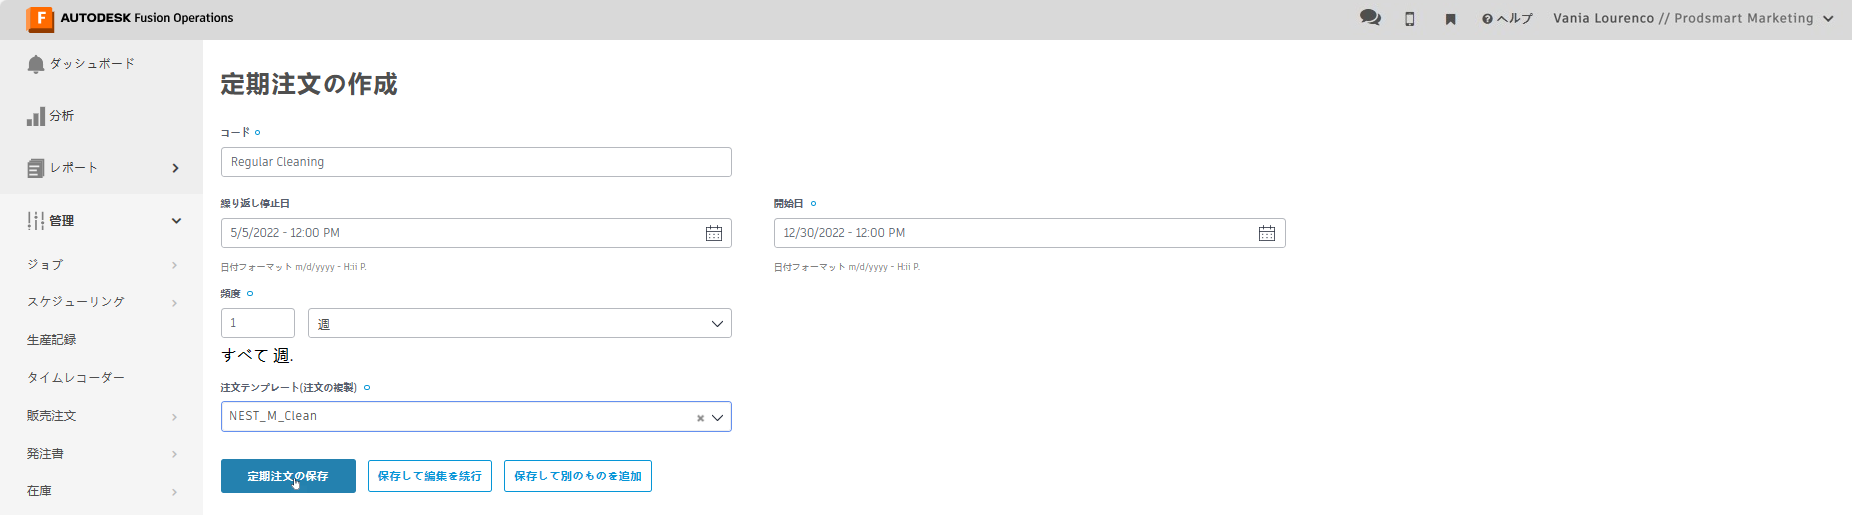 AUTODESK Fusion Operations
ヘルプ
Vania Lourenco // Prodsmart Marketing
ダッシュボード
分析
レポート
管理
ジョブ
スケジューリング
生産記録
タイムレコーダー
販売注文
発注書
在庫
定期注文の作成
コード
Regular Cleaning
繰り返し停止日
開始日
5/5/2022 - 12:00 PM
12/30/2022 - 12:00 PM
日付フォーマット m/d/yyyy - H:ii P.
日付フォーマット m/d/yyyy - H:ii P.
頻度
1
週
すべて 週.
注文テンプレート(注文の複製)
NEST_M_Clean
定期注文の保存
保存して編集を続行
保存して別のものを追加